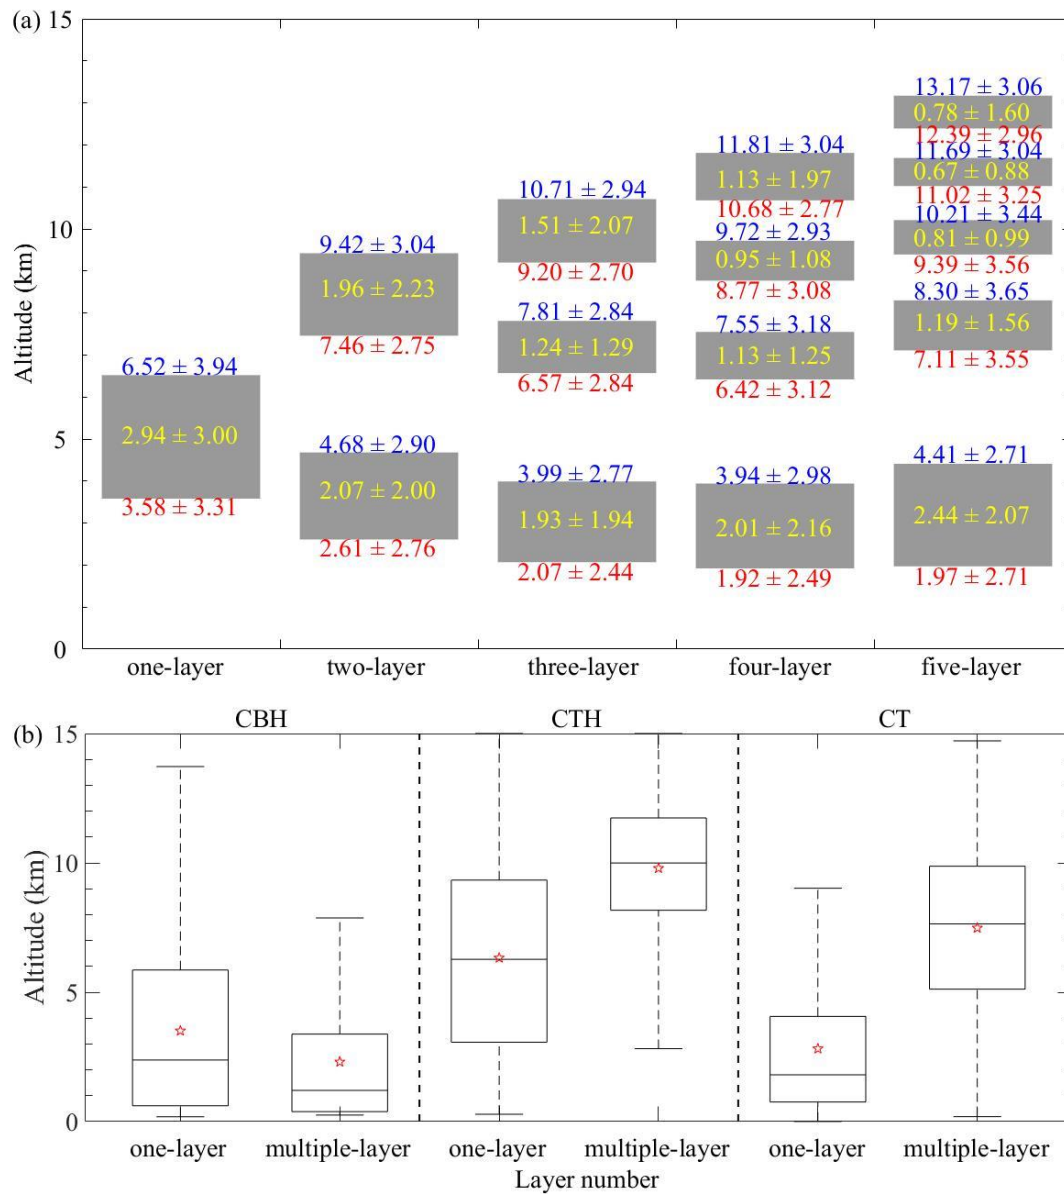 (a)
15
10
5
0
Altitude (km)
6.52 ± 3.94
2.94 ± 3.00
3.58 ± 3.31
9.42 ± 3.04
1.96 ± 2.23
7.46 ± 2.75
4.68 ± 2.90
2.07 ± 2.00
2.61 ± 2.76
10.71 ± 2.94
1.51 ± 2.07
9.20 ± 2.70
7.81 ± 2.84
1.24 ± 1.29
6.57 ± 2.84
3.99 ± 2.77
1.93 ± 1.94
2.07 ± 2.44
11.81 ± 3.04
1.13 ± 1.97
10.68 ± 2.77
9.72 ± 2.93
0.95 ± 1.08
8.77 ± 3.08
7.55 ± 3.18
1.13 ± 1.25
6.42 ± 3.12
3.94 ± 2.98
2.01 ± 2.16
1.92 ± 2.49
13.17 ± 3.06
0.78 ± 1.60
12.39 ± 2.96
11.69 ± 3.04
0.67 ± 0.88
11.02 ± 3.25
10.21 ± 3.44
0.81 ± 0.99
9.39 ± 3.56
8.30 ± 3.65
1.19 ± 1.56
7.11 ± 3.55
4.41 ± 2.71
2.44 ± 2.07
1.97 ± 2.71
one-layer two-layer three-layer four-layer five-layer
(b)
CBH CTH CT
15
10
5
0
Altitude (km)
one-layer multiple-layer one-layer multiple-layer one-layer multiple-layer
Layer number